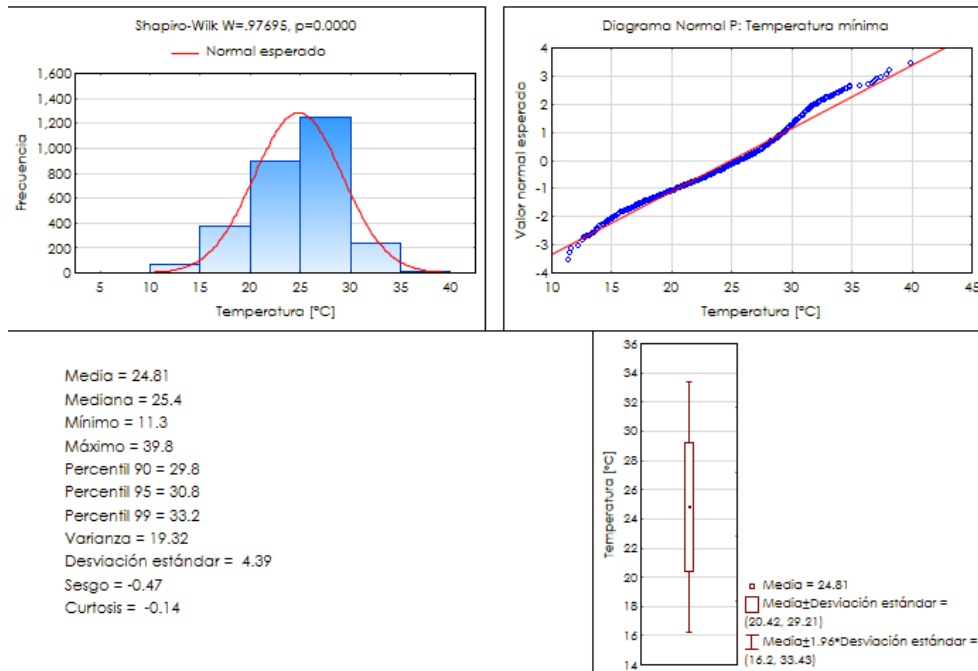 Shapiro-Wilk W=.97695, p=0.0000
Normal esperado
1,600
1,400
1,200
1,000
800
600
400
200
0
Frecuencia
5 10 15 20 25 30 35 40
Temperatura [°C]
Diagrama Normal P: Temperatura mínima
4
3
2
1
0
-1
-2
-3
-4
Valor normal esperado
10 15 20 25 30 35 40 45
Temperatura [°C]
Media = 24.81
Mediana = 25.4
Mínimo = 11.3
Máximo = 39.8
Percentil 90 = 29.8
Percentil 95 = 30.8
Percentil 99 = 33.2
Varianza = 19.32
Desviación estándar = 4.39
Sesgo = -0.47
Curtosis = -0.14
36
34
32
30
28
26
24
22
20
18
16
14
Temperatura [°C]
Media = 24.81
Media±Desviación estándar =
(20.42, 29.21)
Media±1.96*Desviación estándar =
(16.2, 33.43)